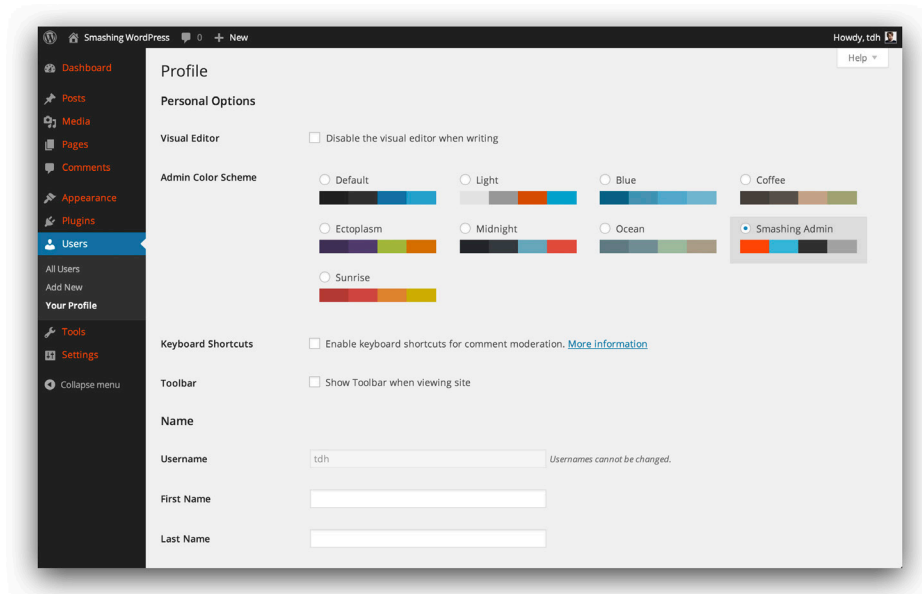 Smashing WordPress 0 + New Howdy, tdh
Help
Dashboard
Posts
Media
Pages
Comments
Appearance
Plugins
Users
All Users
Add New
Your Profile
Tools
Settings
Collapse menu
Profile
Personal Options
Visual Editor Disable the visual editor when writing
Admin Color Scheme Default Light Blue Coffee
Ectoplasm Midnight Ocean Smashing Admin
Sunrise
Keyboard Shortcuts Enable keyboard shortcuts for comment moderation. More information
Toolbar Show Toolbar when viewing site
Name
Username tdh Usernames cannot be changed.
First Name
Last Name